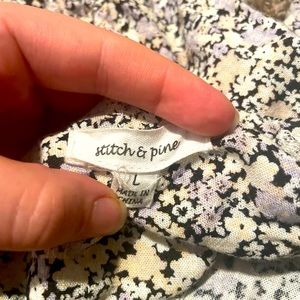 stitch & pine
L
MADE IN
CHINA